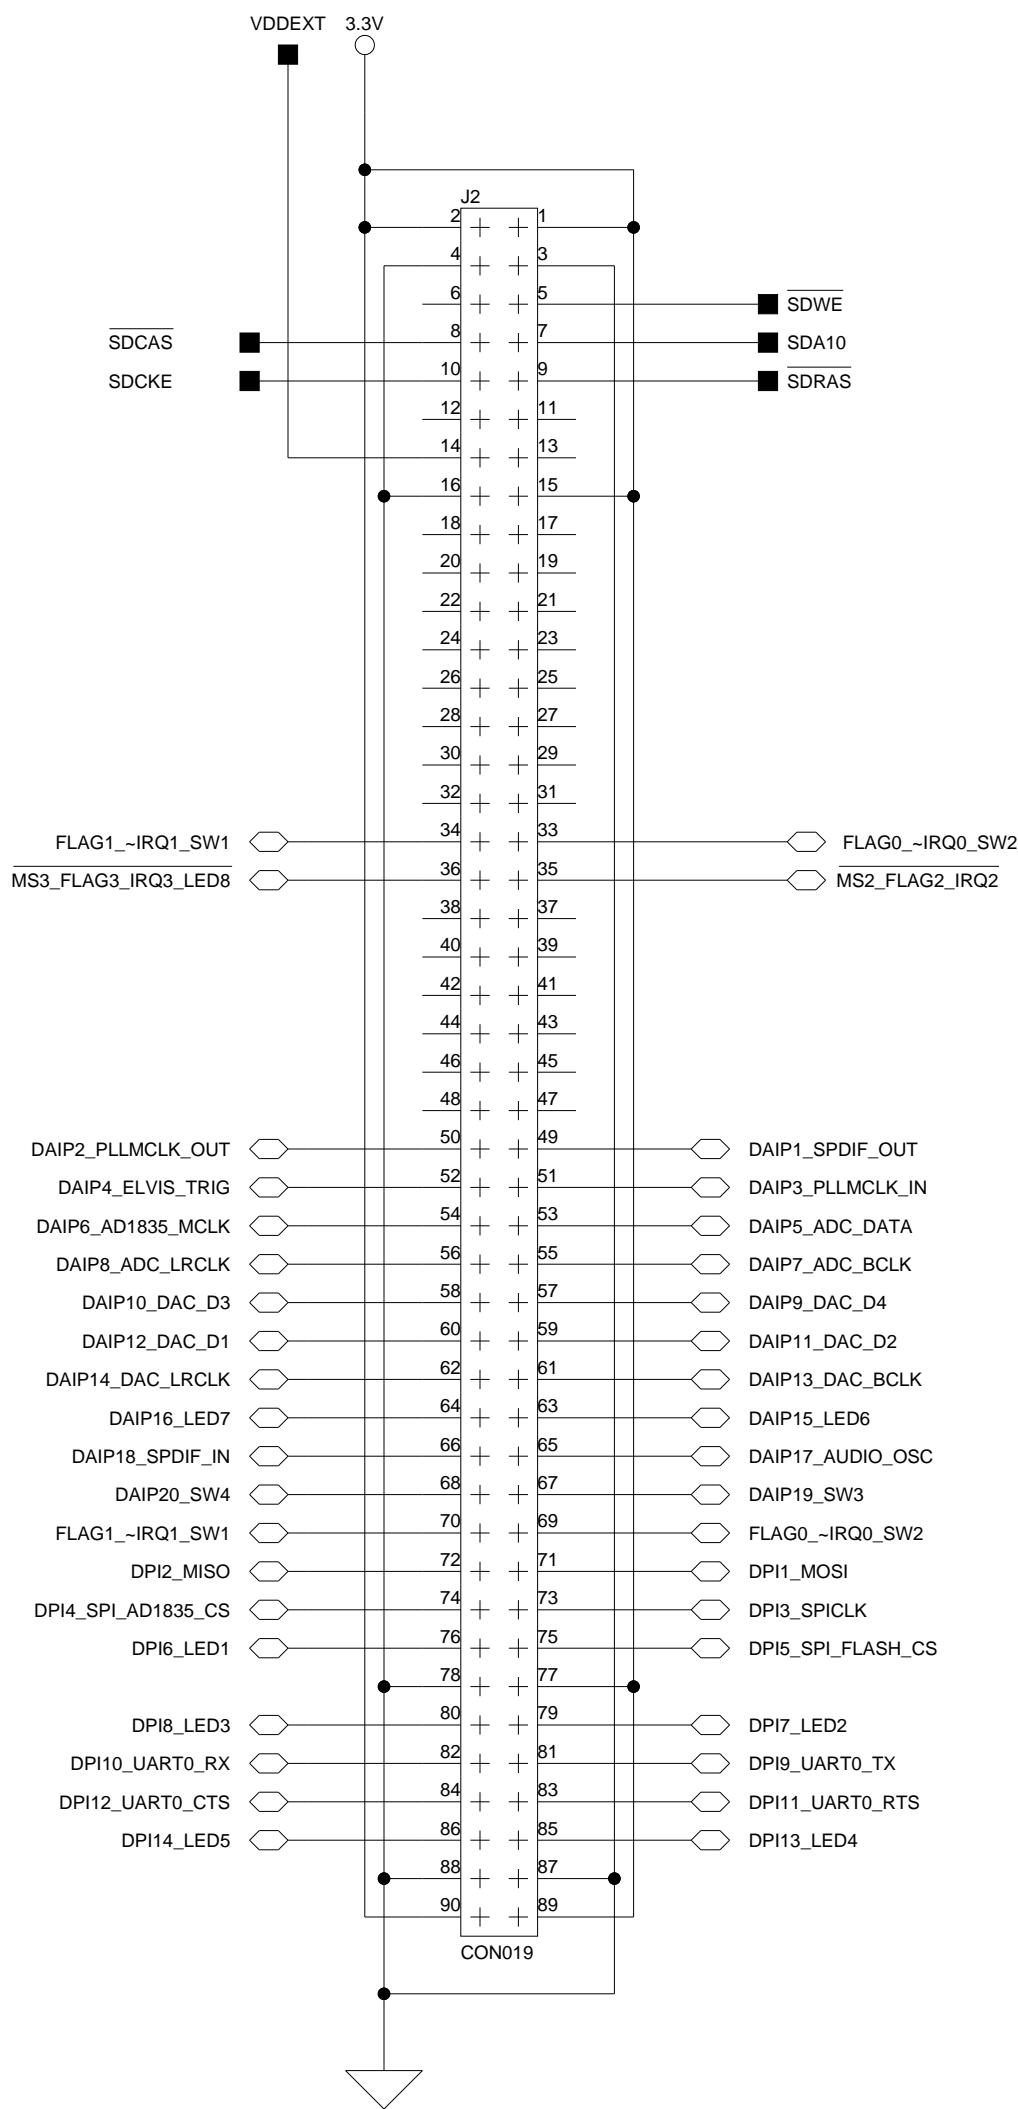 VDDEXT 3.3V
J2
2 1
4 3
6 5 SDWE
SDCAS 8 7 SDA10
SDCKE 10 9 SDRAS
12 11
14 13
16 15
18 17
20 19
22 21
24 23
26 25
28 27
30 29
32 31
FLAG1_~IRQ1_SW1 34 33 FLAG0_~IRQ0_SW2
MS3_FLAG3_IRQ3_LED8 36 35 MS2_FLAG2_IRQ2
38 37
40 39
42 41
44 43
46 45
48 47
DAIP2_PLLMCLK_OUT 50 49 DAIP1_SPDIF_OUT
DAIP4_ELVIS_TRIG 52 51 DAIP3_PLLMCLK_IN
DAIP6_AD1835_MCLK 54 53 DAIP5_ADC_DATA
DAIP8_ADC_LRCLK 56 55 DAIP7_ADC_BCLK
DAIP10_DAC_D3 58 57 DAIP9_DAC_D4
DAIP12_DAC_D1 60 59 DAIP11_DAC_D2
DAIP14_DAC_LRCLK 62 61 DAIP13_DAC_BCLK
DAIP16_LED7 64 63 DAIP15_LED6
DAIP18_SPDIF_IN 66 65 DAIP17_AUDIO_OSC
DAIP20_SW4 68 67 DAIP19_SW3
FLAG1_~IRQ1_SW1 70 69 FLAG0_~IRQ0_SW2
DPI2_MISO 72 71 DPI1_MOSI
DPI4_SPI_AD1835_CS 74 73 DPI3_SPICLK
DPI6_LED1 76 75 DPI5_SPI_FLASH_CS
78 77
DPI8_LED3 80 79 DPI7_LED2
DPI10_UART0_RX 82 81 DPI9_UART0_TX
DPI12_UART0_CTS 84 83 DPI11_UART0_RTS
DPI14_LED5 86 85 DPI13_LED4
88 87
90 89
CON019